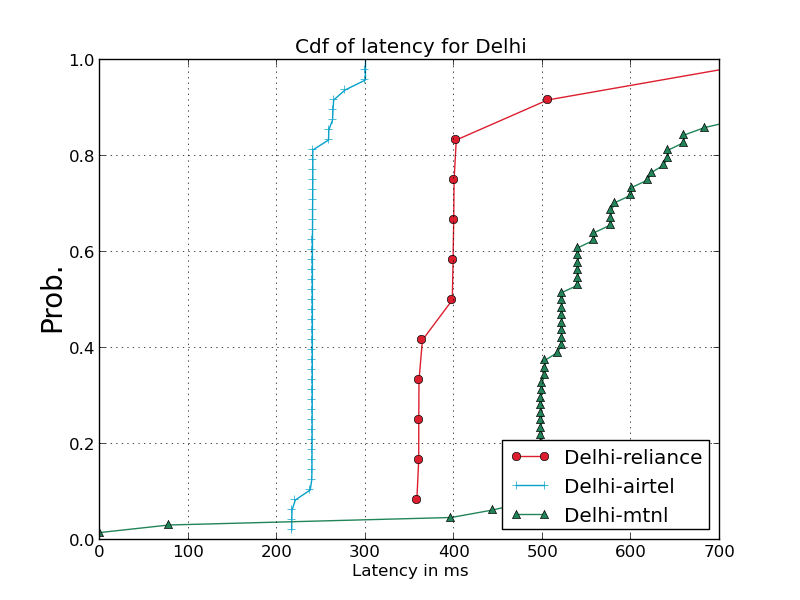 Cdf of latency for Delhi
Prob.
1.0
0.8
0.6
0.4
0.2
0.0
0 100 200 300 400 500 600 700
Latency in ms
Delhi-reliance
Delhi-airtel
Delhi-mtnl